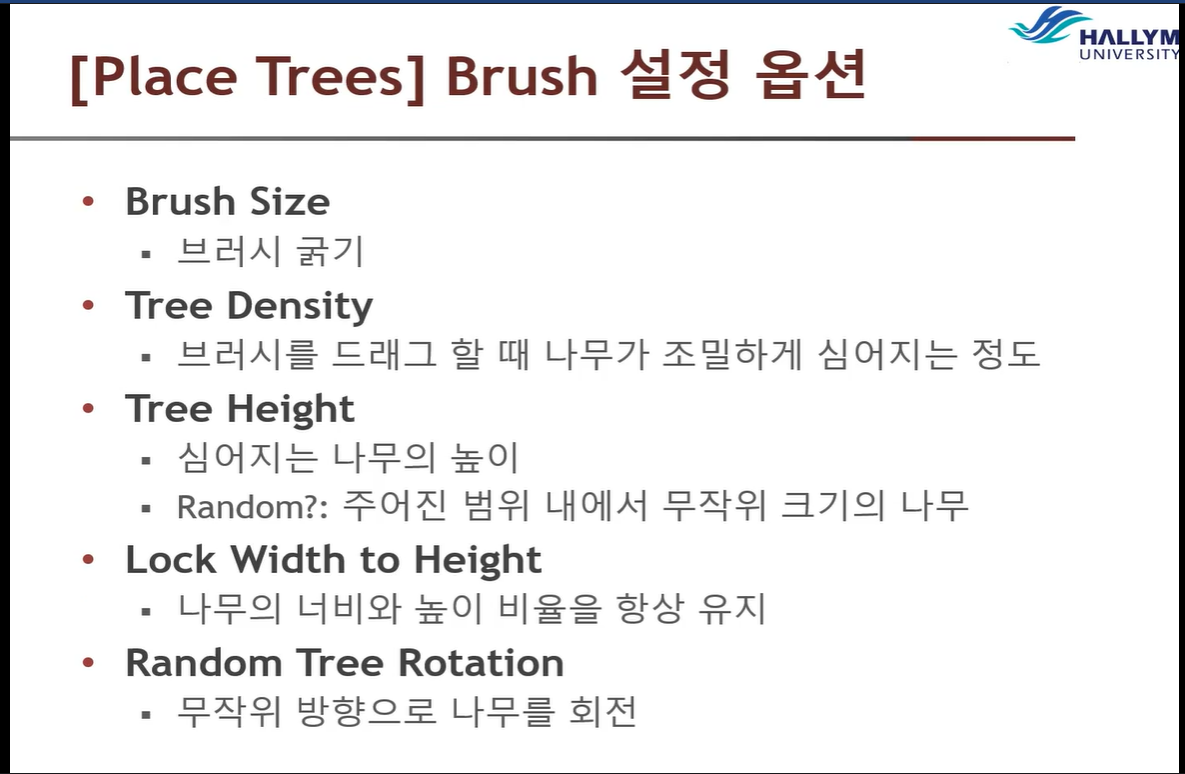 HALLYM
UNIVERSITY
[Place Trees] Brush 설정 옵션
• Brush Size
▪ 브러시 굵기
• Tree Density
▪ 브러시를 드래그 할 때 나무가 조밀하게 심어지는 정도
• Tree Height
▪ 심어지는 나무의 높이
▪ Random?: 주어진 범위 내에서 무작위 크기의 나무
• Lock Width to Height
▪ 나무의 너비와 높이 비율을 항상 유지
• Random Tree Rotation
▪ 무작위 방향으로 나무를 회전